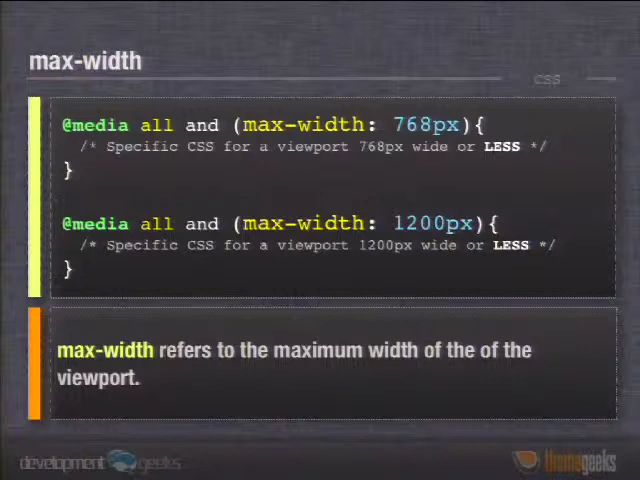 max-width
css
@media all and (max-width: 768px){
/* Specific CSS for a viewport 768px wide or LESS */
}
@media all and (max-width: 1200px){
/* Specific CSS for a viewport 1200px wide or LESS */
}
max-width refers to the maximum width of the of the
viewport.
development geeks
themageeks